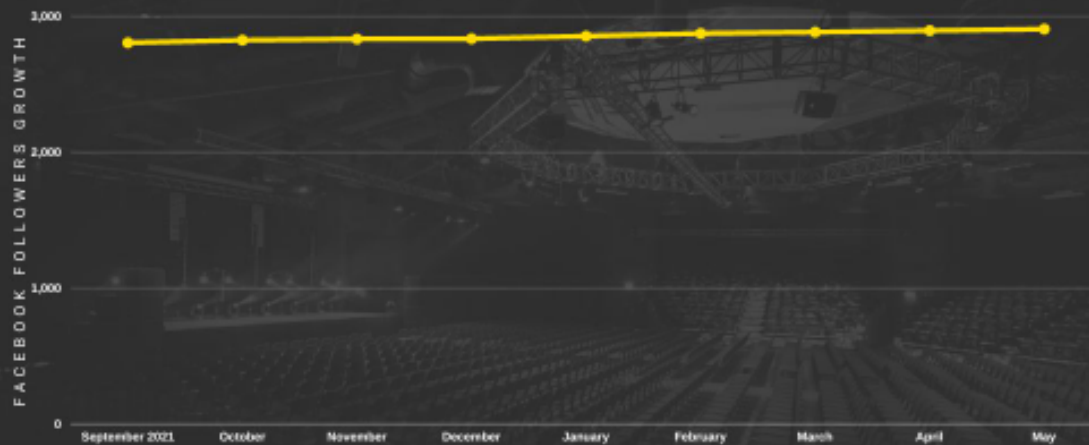 3,000
FACEBOOK FOLLOWERS GROWTH
2,000
1,000
0
September 2021 October November December January February March April May